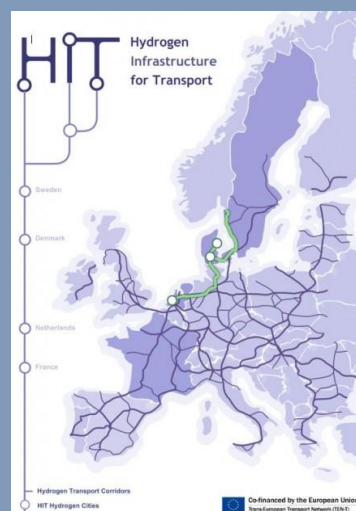 HIT
Hydrogen
Infrastructure
for Transport
Sweden
Denmark
Netherlands
France
Hydrogen Transport Corridors
HIT Hydrogen Cities
Co-financed by the European Union
Trans-European Transport Network (TEN-T)